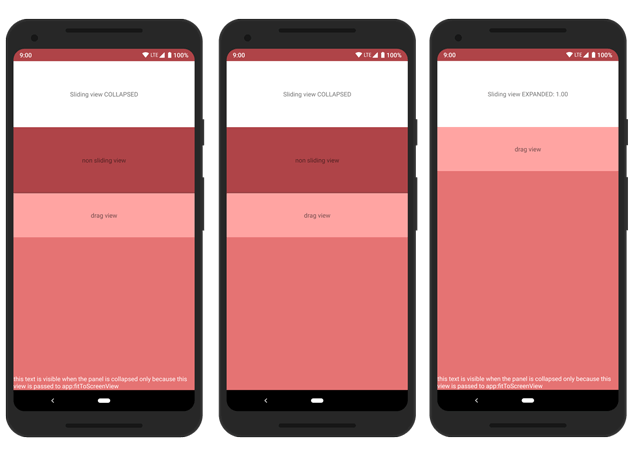 9:00 LTE 100%
Sliding view COLLAPSED
non sliding view
drag view
this text is visible when the panel is collapsed only because this
view is passed to app:fitToScreenView
9:00 LTE 100%
Sliding view COLLAPSED
non sliding view
drag view
9:00 LTE 100%
Sliding view EXPANDED: 1.00
drag view
this text is visible when the panel is collapsed only because this
view is passed to app:fitToScreenView